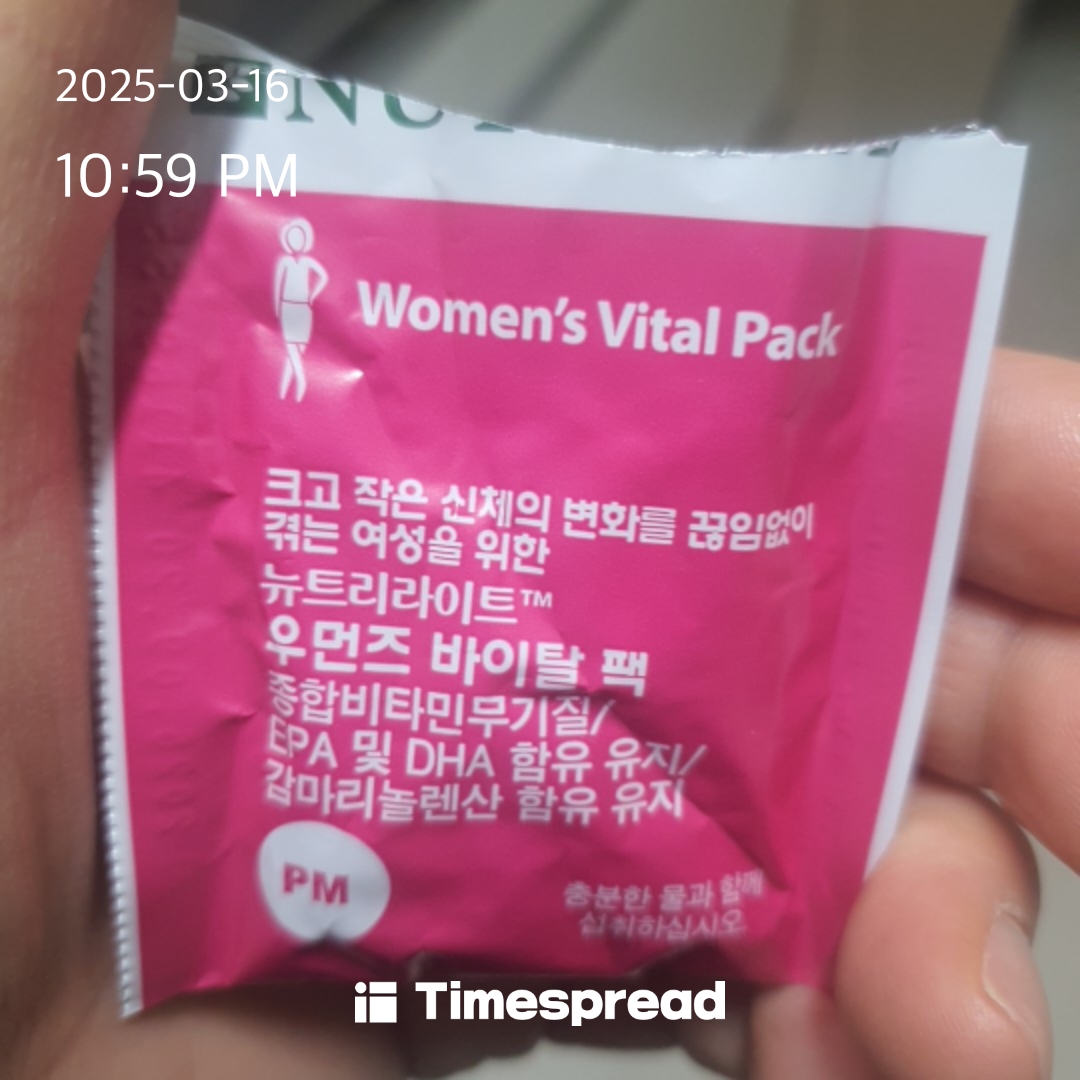 2025-03-16
10:59 PM
Women's Vital Pack
크고 작은 신체의 변화를 끊임없이
겪는 여성을 위한
뉴트리라이트™
우먼즈 바이탈 팩
종합비타민무기질/
EPA 및 DHA 함유 유지/
감마리놀렌산 함유 유지
PM
충분한 물과 함께
섭취하십시오
Timespread